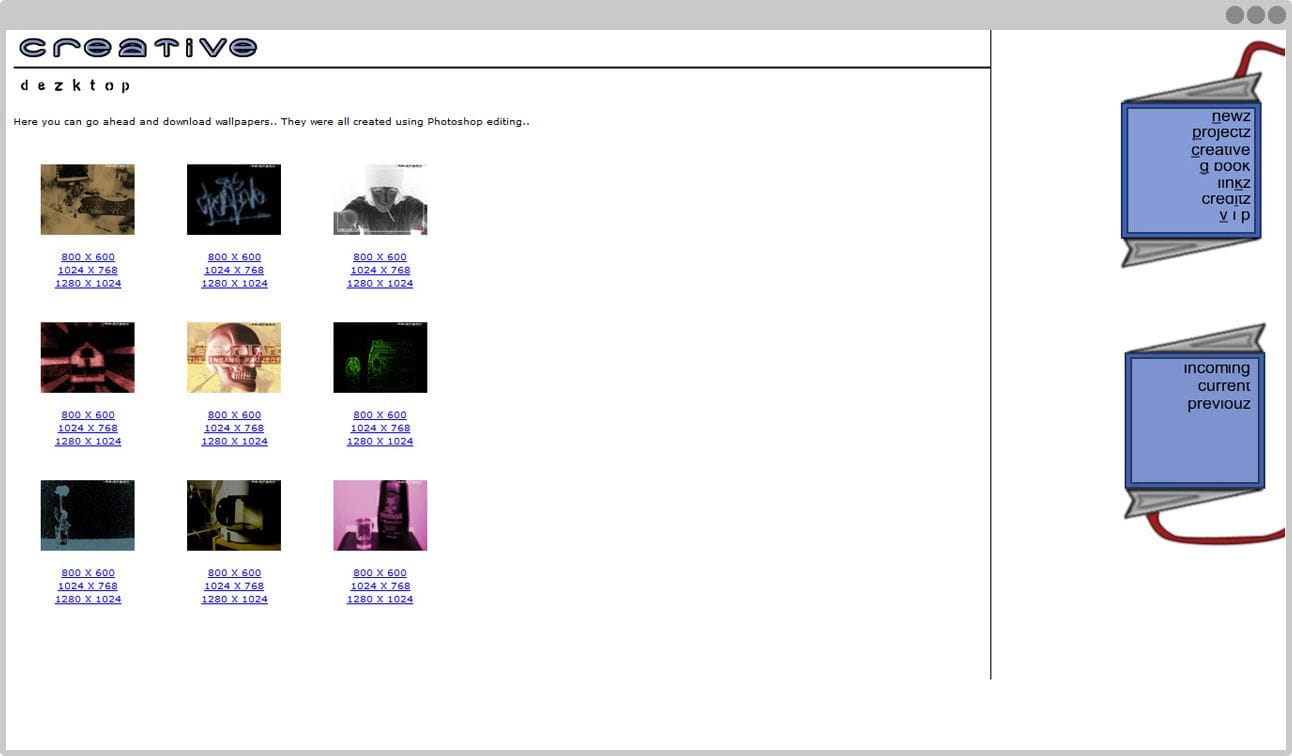 creative
dezktop
Here you can go ahead and download wallpapers.. They were all created using Photoshop editing..
800 X 600 800 X 600 800 X 600
1024 X 768 1024 X 768 1024 X 768
1280 X 1024 1280 X 1024 1280 X 1024
800 X 600 800 X 600 800 X 600
1024 X 768 1024 X 768 1024 X 768
1280 X 1024 1280 X 1024 1280 X 1024
800 X 600 800 X 600 800 X 600
1024 X 768 1024 X 768 1024 X 768
1280 X 1024 1280 X 1024 1280 X 1024
newz
projectz
creative
g book
linkz
creditz
v i p
incoming
current
previouz